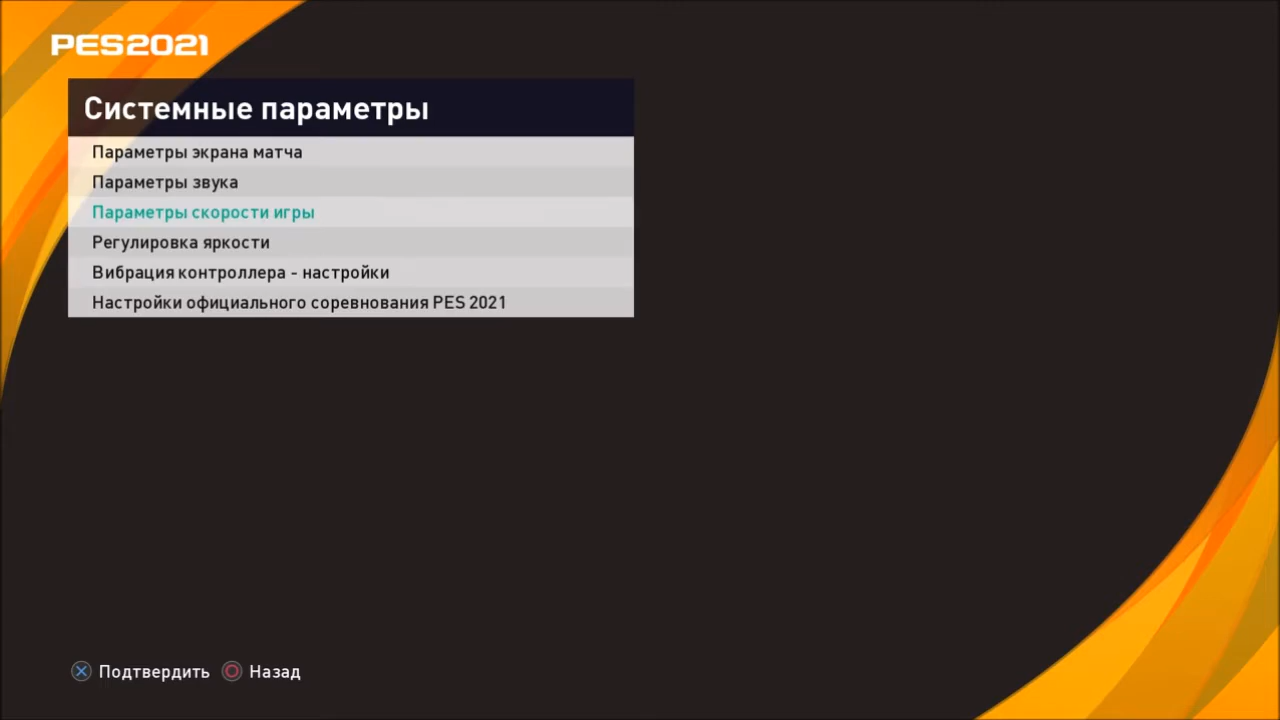 PES2021
Системные параметры
Параметры экрана матча
Параметры звука
Параметры скорости игры
Регулировка яркости
Вибрация контроллера - настройки
Настройки официального соревнования PES 2021
Подтвердить Назад